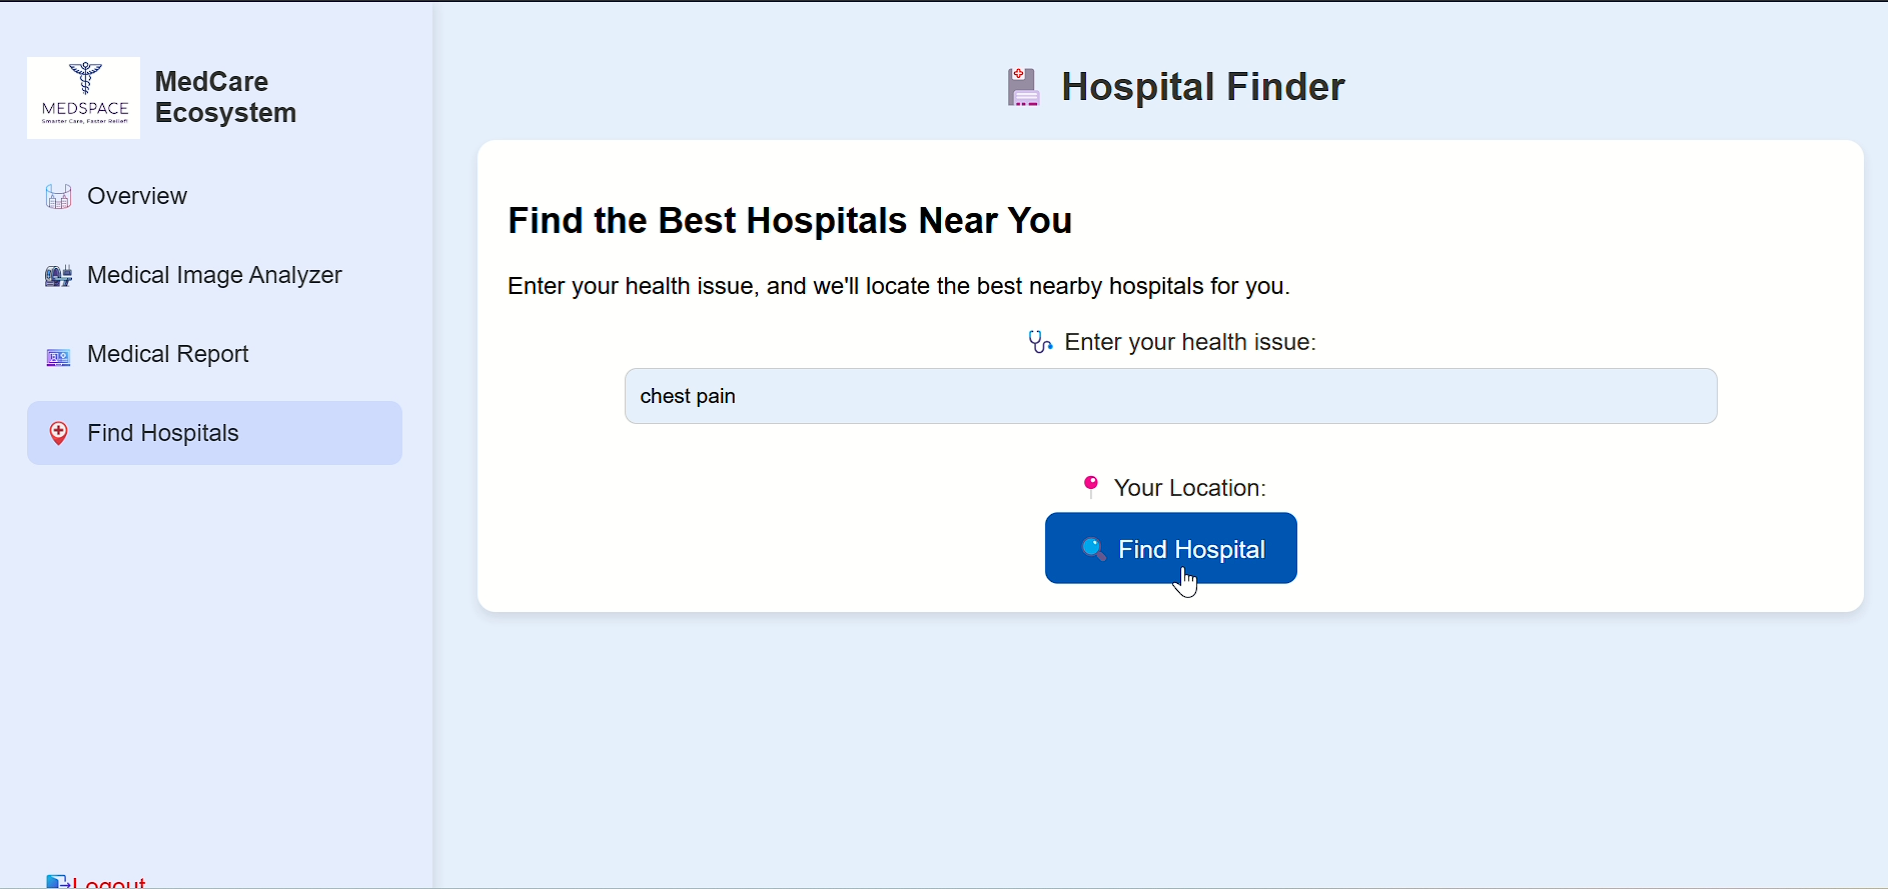 MEDSPACE
Smarter Care, Faster Relief!
MedCare
Ecosystem
Overview
Medical Image Analyzer
Medical Report
Find Hospitals
Logout
Hospital Finder
Find the Best Hospitals Near You
Enter your health issue, and we'll locate the best nearby hospitals for you.
Enter your health issue:
chest pain
Your Location:
Find Hospital